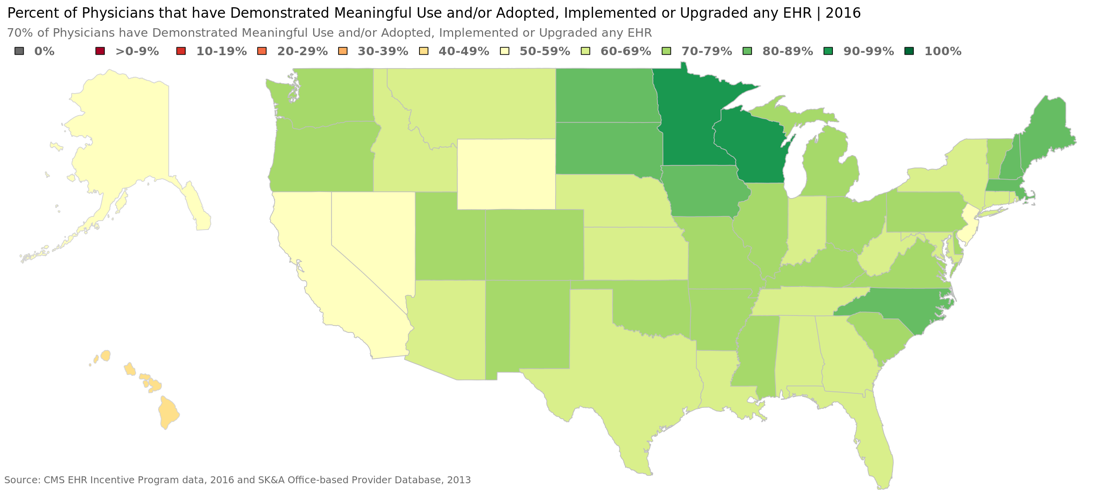 Percent of Physicians that have Demonstrated Meaningful Use and/or Adopted, Implemented or Upgraded any EHR | 2016
70% of Physicians have Demonstrated Meaningful Use and/or Adopted, Implemented or Upgraded any EHR
0% >0-9% 10-19% 20-29% 30-39% 40-49% 50-59% 60-69% 70-79% 80-89% 90-99% 100%
Source: CMS EHR Incentive Program data, 2016 and SK&A Office-based Provider Database, 2013